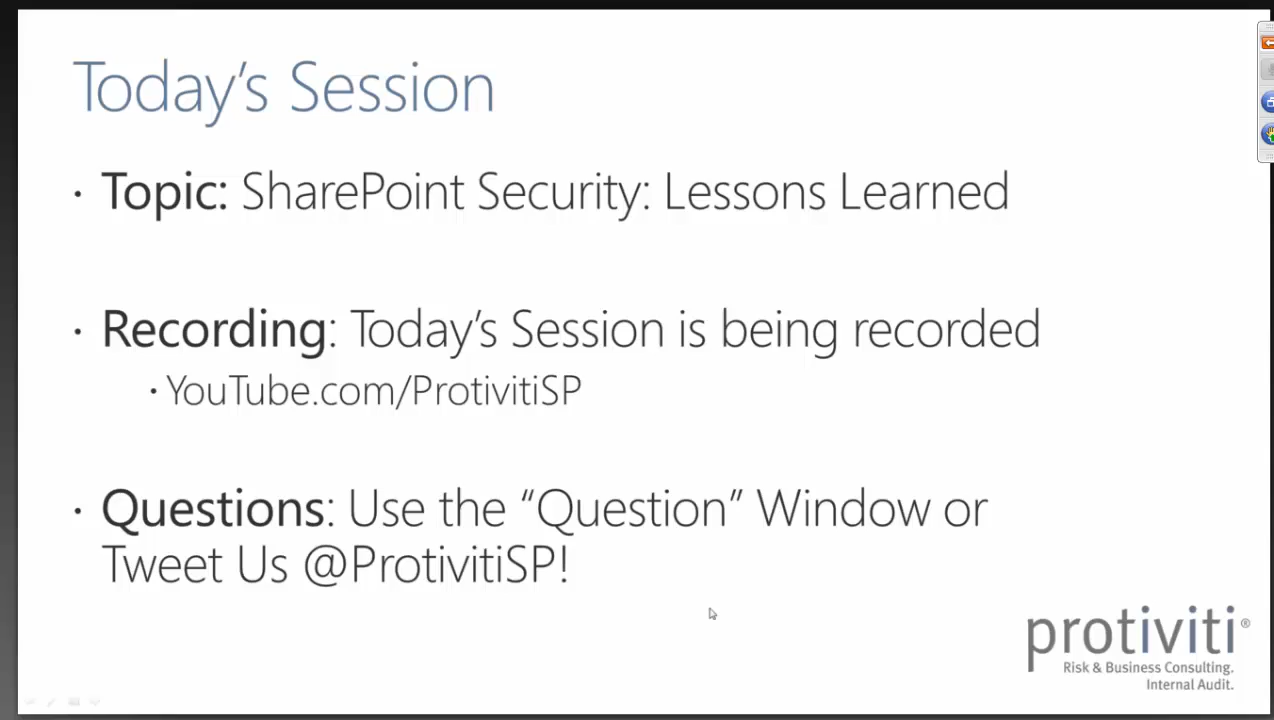 Today's Session
· Topic: SharePoint Security: Lessons Learned
· Recording: Today's Session is being recorded
· YouTube.com/ProtivitiSP
· Questions: Use the “Question” Window or
Tweet Us @ProtivitiSP!
protiviti®
Risk & Business Consulting.
Internal Audit.